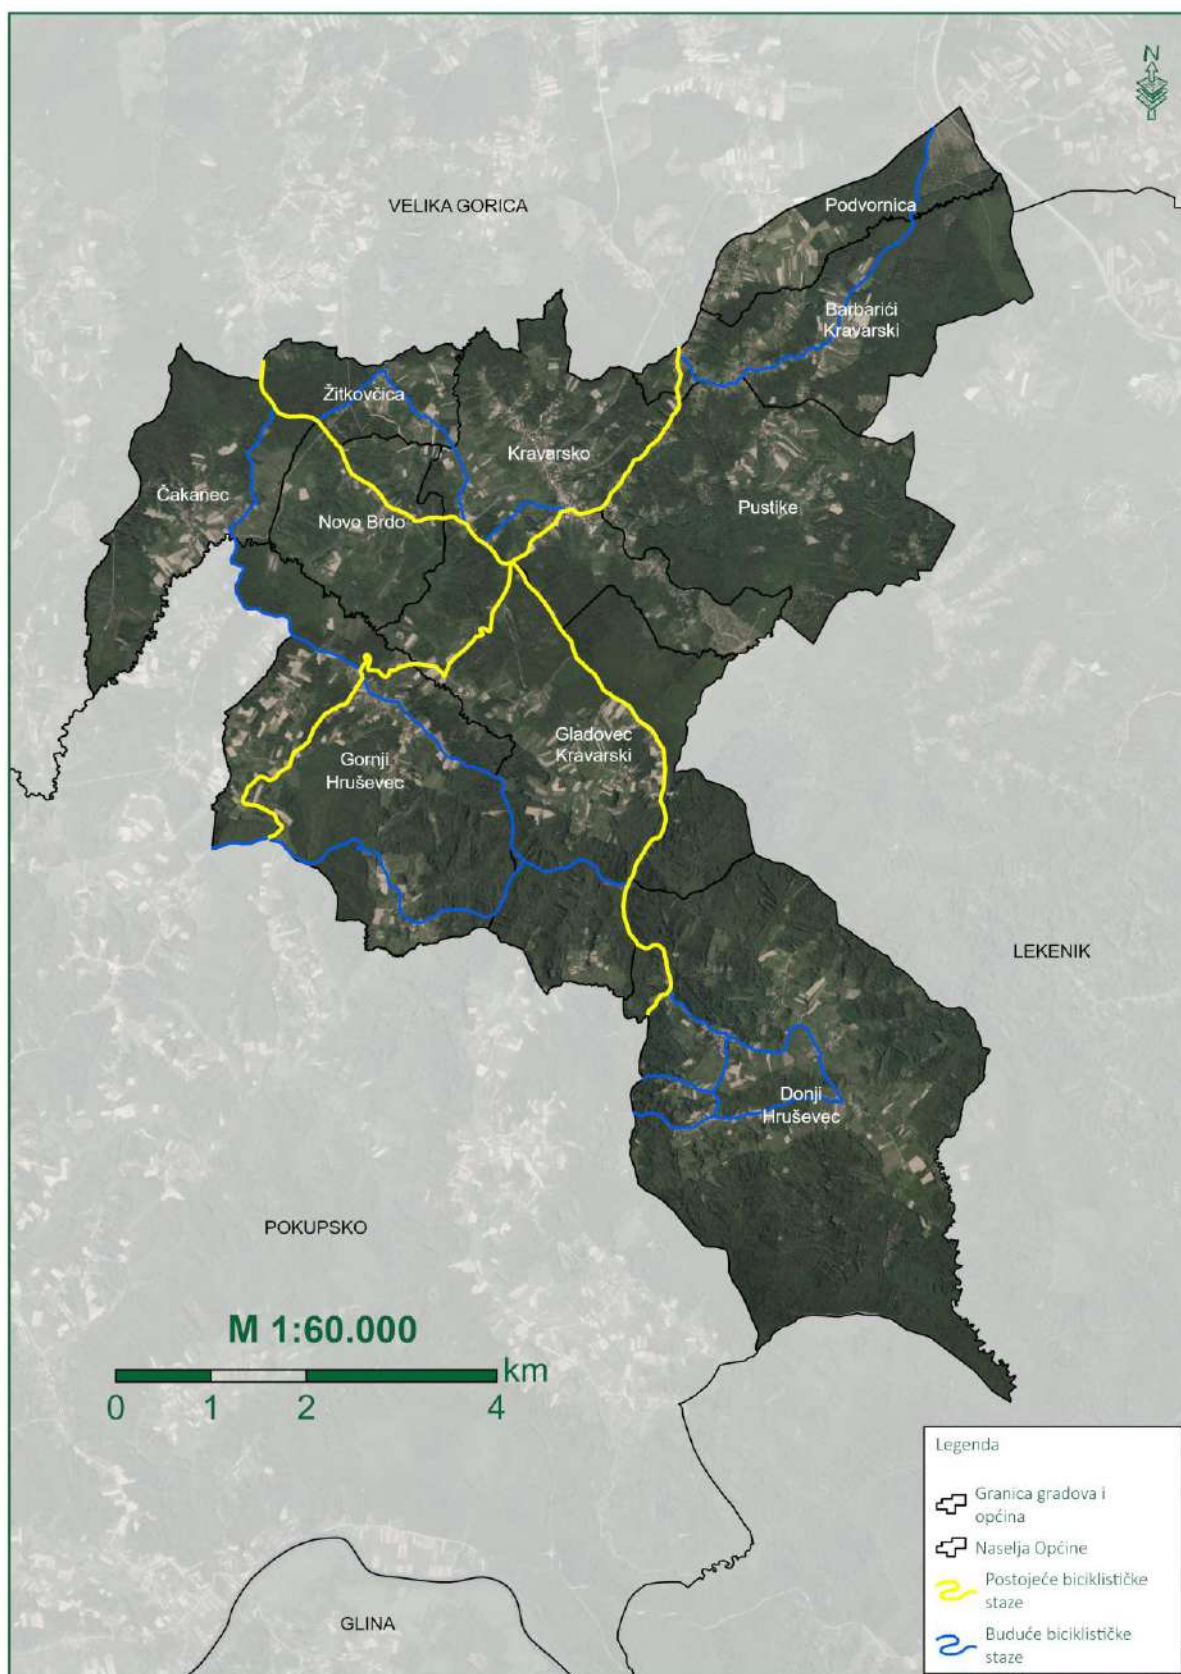 N
VELIKA GORICA
Podvornica
Barbarići
Kravarski
Žitkovčica
Kravarsko
Čakanec
Novo Brdo
Pustike
Gladovec
Kravarski
Gornji
Hruševec
LEKENIK
Donji
Hruševec
POKUPSKO
M 1:60.000
km
0 1 2 4
GLINA
Legenda
Granica gradova i
općina
Naselja Općine
Postojeće biciklističke
staze
Buduće biciklističke
staze